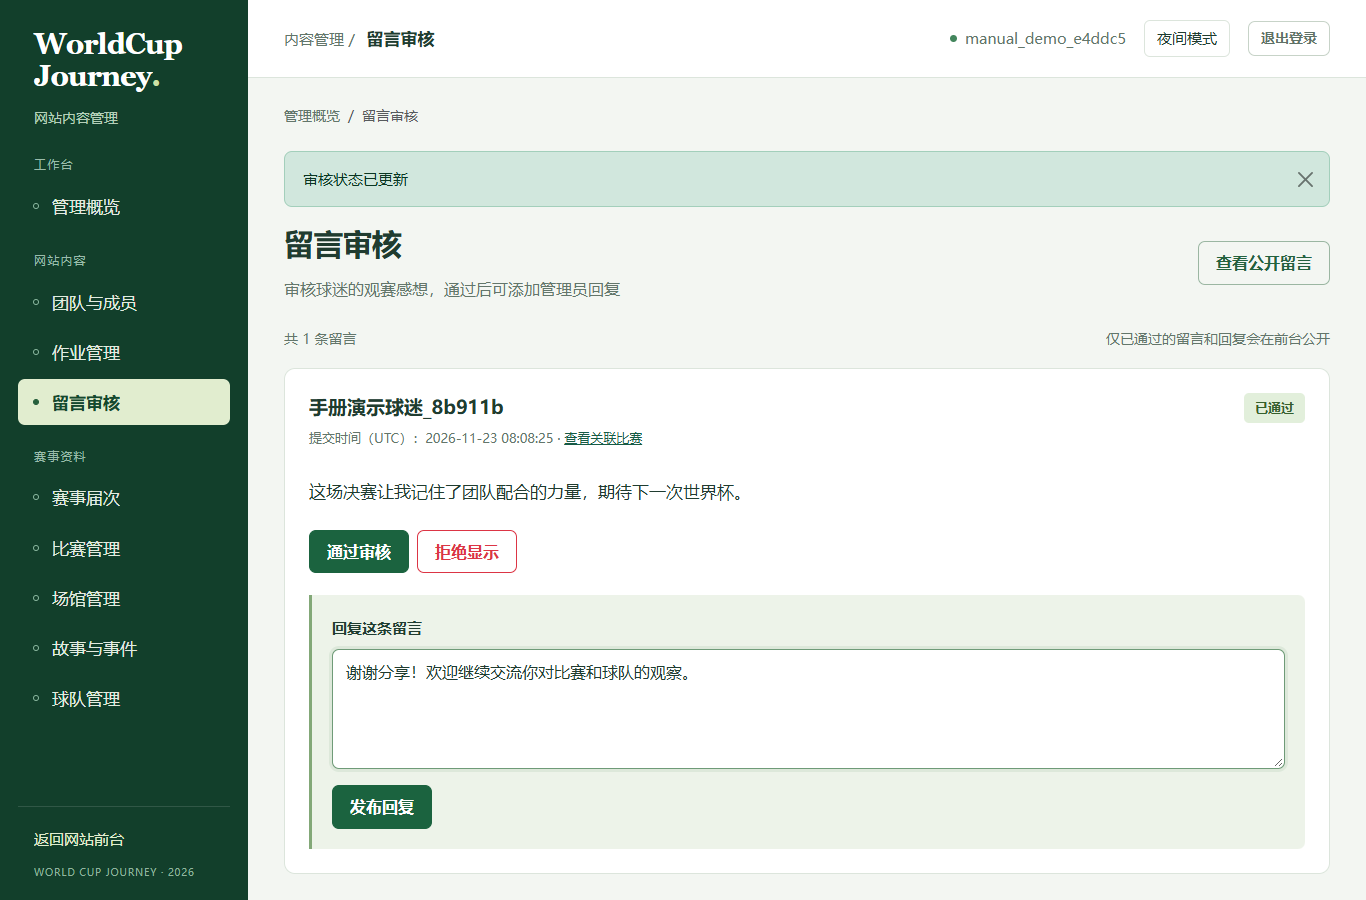 WorldCup
Journey.
网站内容管理
工作台
管理概览
网站内容
团队与成员
作业管理
留言审核
赛事资料
赛事届次
比赛管理
场馆管理
故事与事件
球队管理
返回网站前台
WORLD CUP JOURNEY · 2026
内容管理 / 留言审核
manual_demo_e4ddc5
夜间模式
退出登录
管理概览 / 留言审核
审核状态已更新
留言审核
审核球迷的观赛感想，通过后可添加管理员回复
查看公开留言
共 1 条留言
仅已通过的留言和回复会在前台公开
手册演示球迷_8b911b
已通过
提交时间（UTC）：2026-11-23 08:08:25 · 查看关联比赛
这场决赛让我记住了团队配合的力量，期待下一次世界杯。
通过审核
拒绝显示
回复这条留言
谢谢分享！欢迎继续交流你对比赛和球队的观察。
发布回复